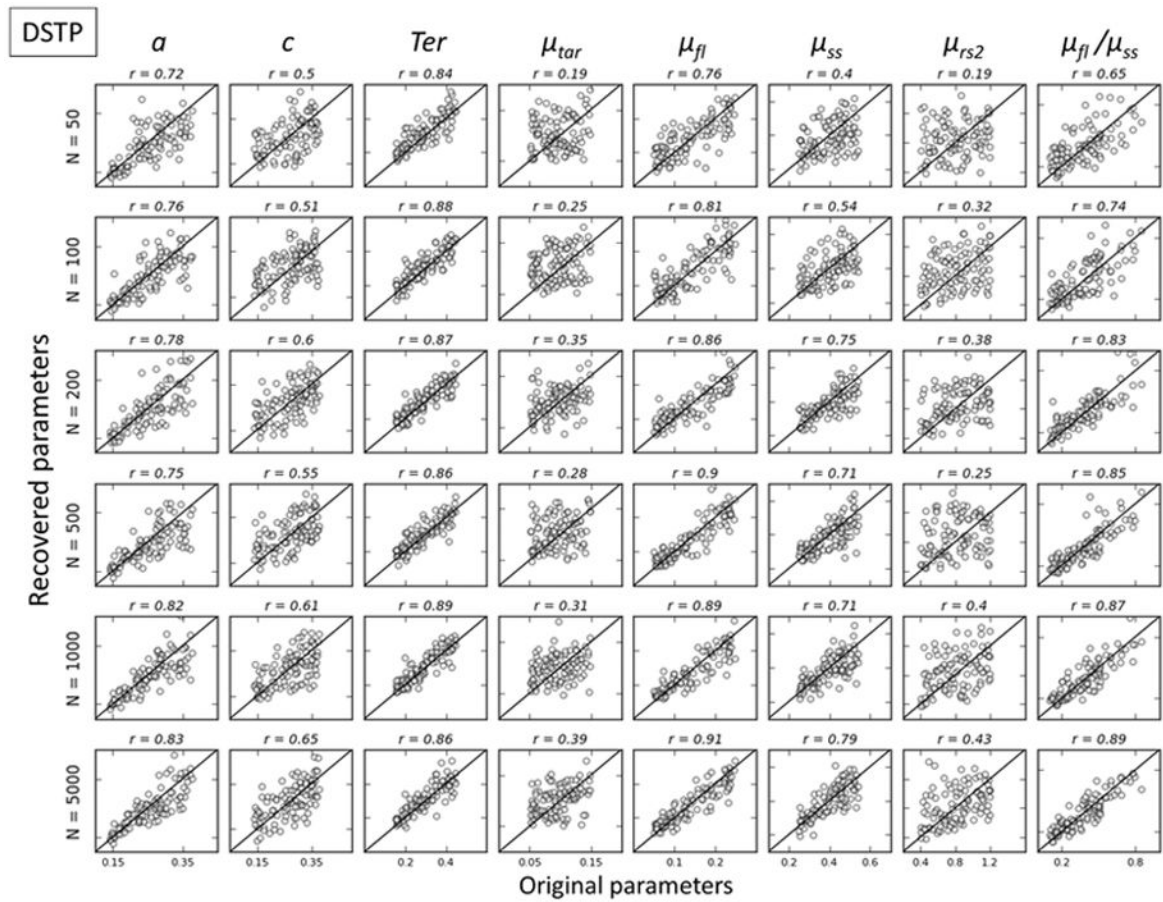 DSTP
a c Ter μtar μfl μss μrs2 μfl/μss
r = 0.72 r = 0.5 r = 0.84 r = 0.19 r = 0.76 r = 0.4 r = 0.19 r = 0.65
N = 50
r = 0.76 r = 0.51 r = 0.88 r = 0.25 r = 0.81 r = 0.54 r = 0.32 r = 0.74
N = 100
r = 0.78 r = 0.6 r = 0.87 r = 0.35 r = 0.86 r = 0.75 r = 0.38 r = 0.83
N = 200
r = 0.75 r = 0.55 r = 0.86 r = 0.28 r = 0.9 r = 0.71 r = 0.25 r = 0.85
N = 500
r = 0.82 r = 0.61 r = 0.89 r = 0.31 r = 0.89 r = 0.71 r = 0.4 r = 0.87
N = 1000
r = 0.83 r = 0.65 r = 0.86 r = 0.39 r = 0.91 r = 0.79 r = 0.43 r = 0.89
N = 5000
0.15 0.35 0.15 0.35 0.2 0.4 0.05 0.15 0.1 0.2 0.2 0.4 0.6 0.4 0.8 1.2 0.2 0.8
Recovered parameters
Original parameters